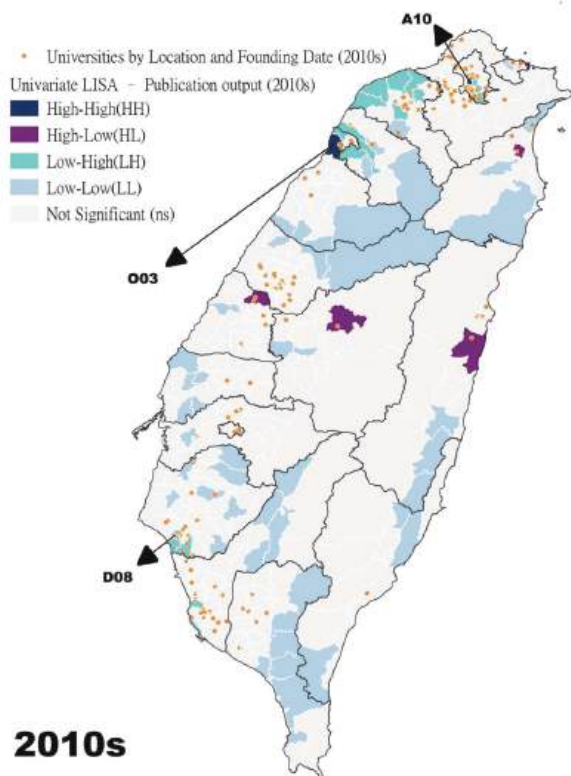 A10
Universities by Location and Founding Date (2010s)
Univariate LISA - Publication output (2010s)
High-High(HH)
High-Low(HL)
Low-High(LH)
Low-Low(LL)
Not Significant (ns)
O03
D08
2010s